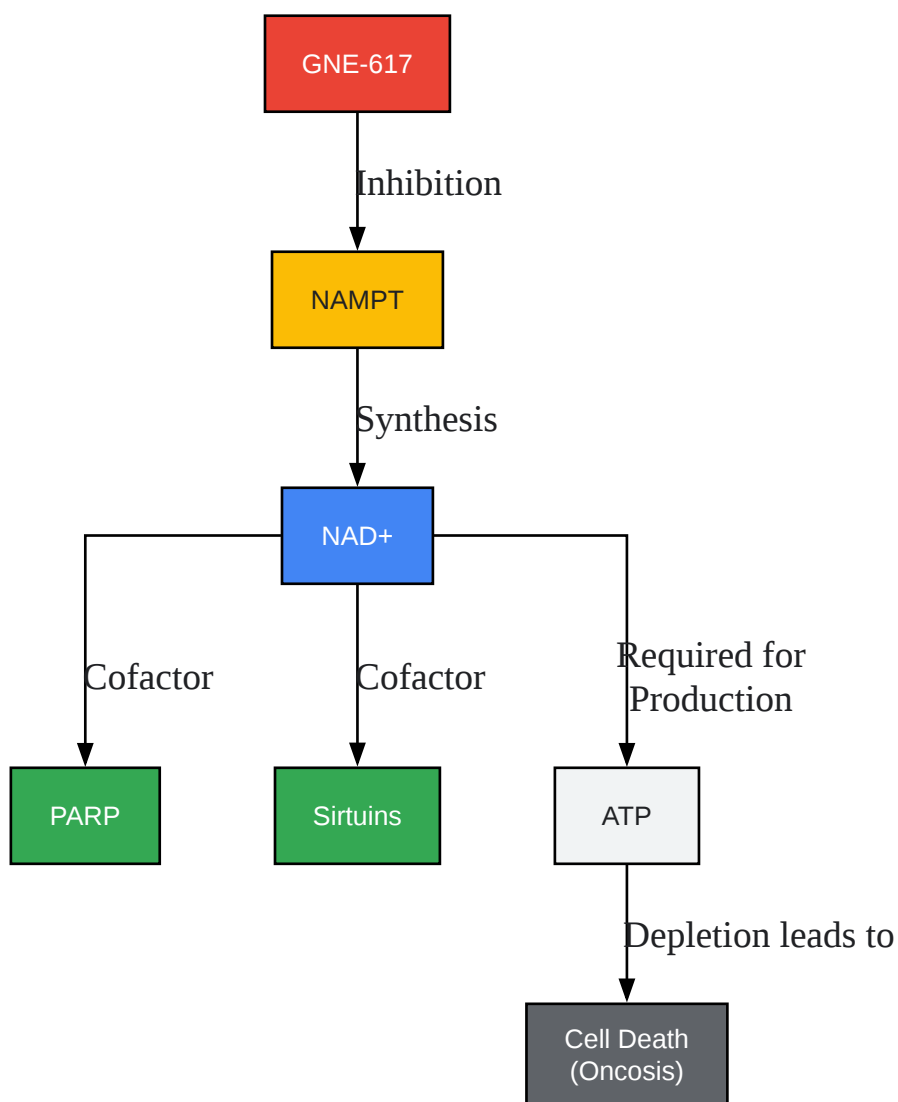 GNE-617
Inhibition
NAMPT
Synthesis
NAD+
Cofactor
Cofactor
Required for
Production
PARP
Sirtuins
ATP
Depletion leads to
Cell Death
(Oncosis)